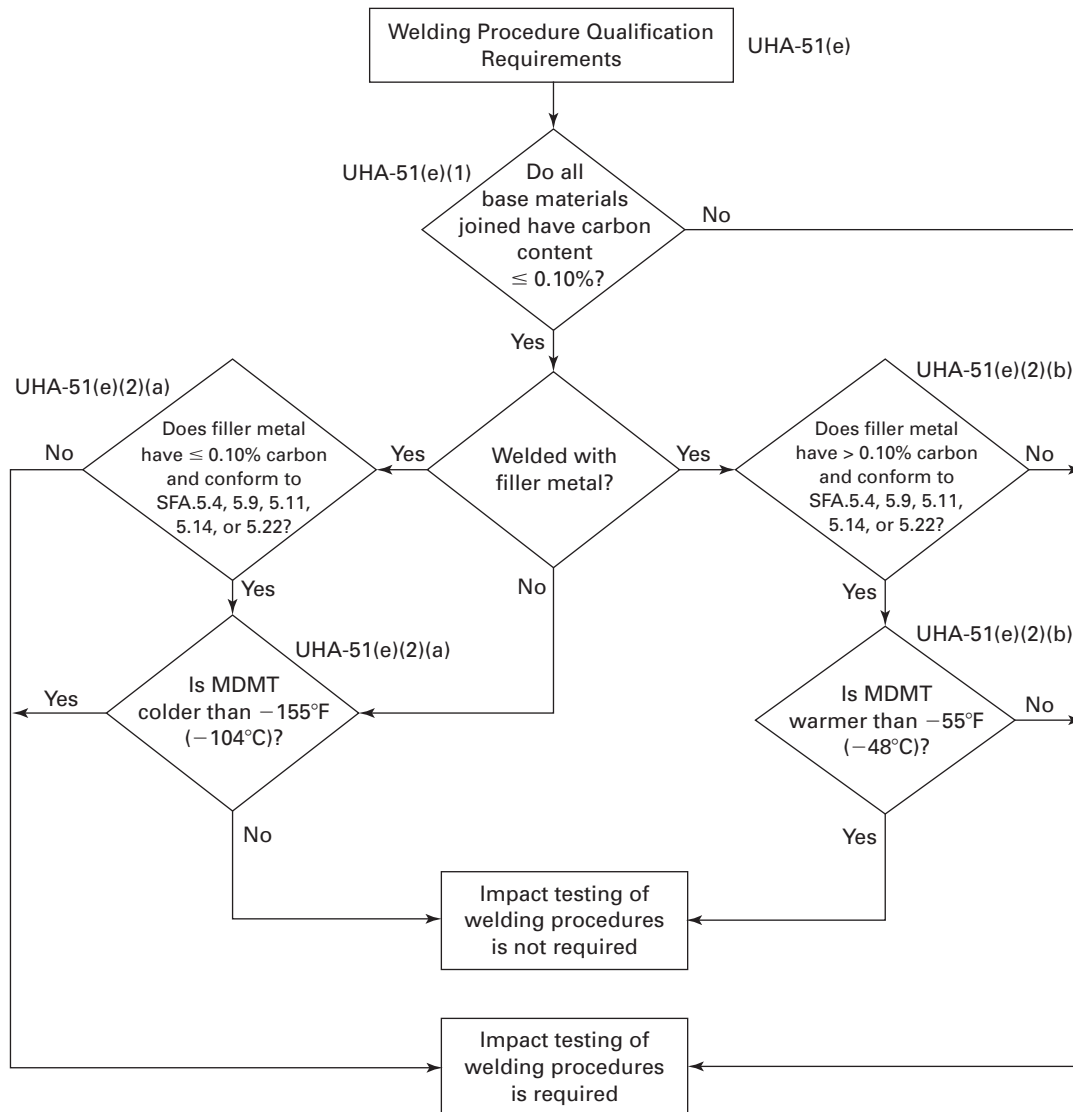 Welding Procedure Qualification
Requirements
UHA-51(e)
UHA-51(e)(1)
Do all
base materials
joined have carbon
content
≤ 0.10%?
No
Yes
UHA-51(e)(2)(a)
Does filler metal
have ≤ 0.10% carbon
and conform to
SFA.5.4, 5.9, 5.11,
5.14, or 5.22?
No
Yes
Welded with
filler metal?
Yes
UHA-51(e)(2)(b)
Does filler metal
have > 0.10% carbon
and conform to
SFA.5.4, 5.9, 5.11,
5.14, or 5.22?
No
Yes
No
Yes
UHA-51(e)(2)(a)
Is MDMT
colder than −155°F
(−104°C)?
Yes
No
UHA-51(e)(2)(b)
Is MDMT
warmer than −55°F
(−48°C)?
No
Yes
Impact testing of
welding procedures
is not required
Impact testing of
welding procedures
is required